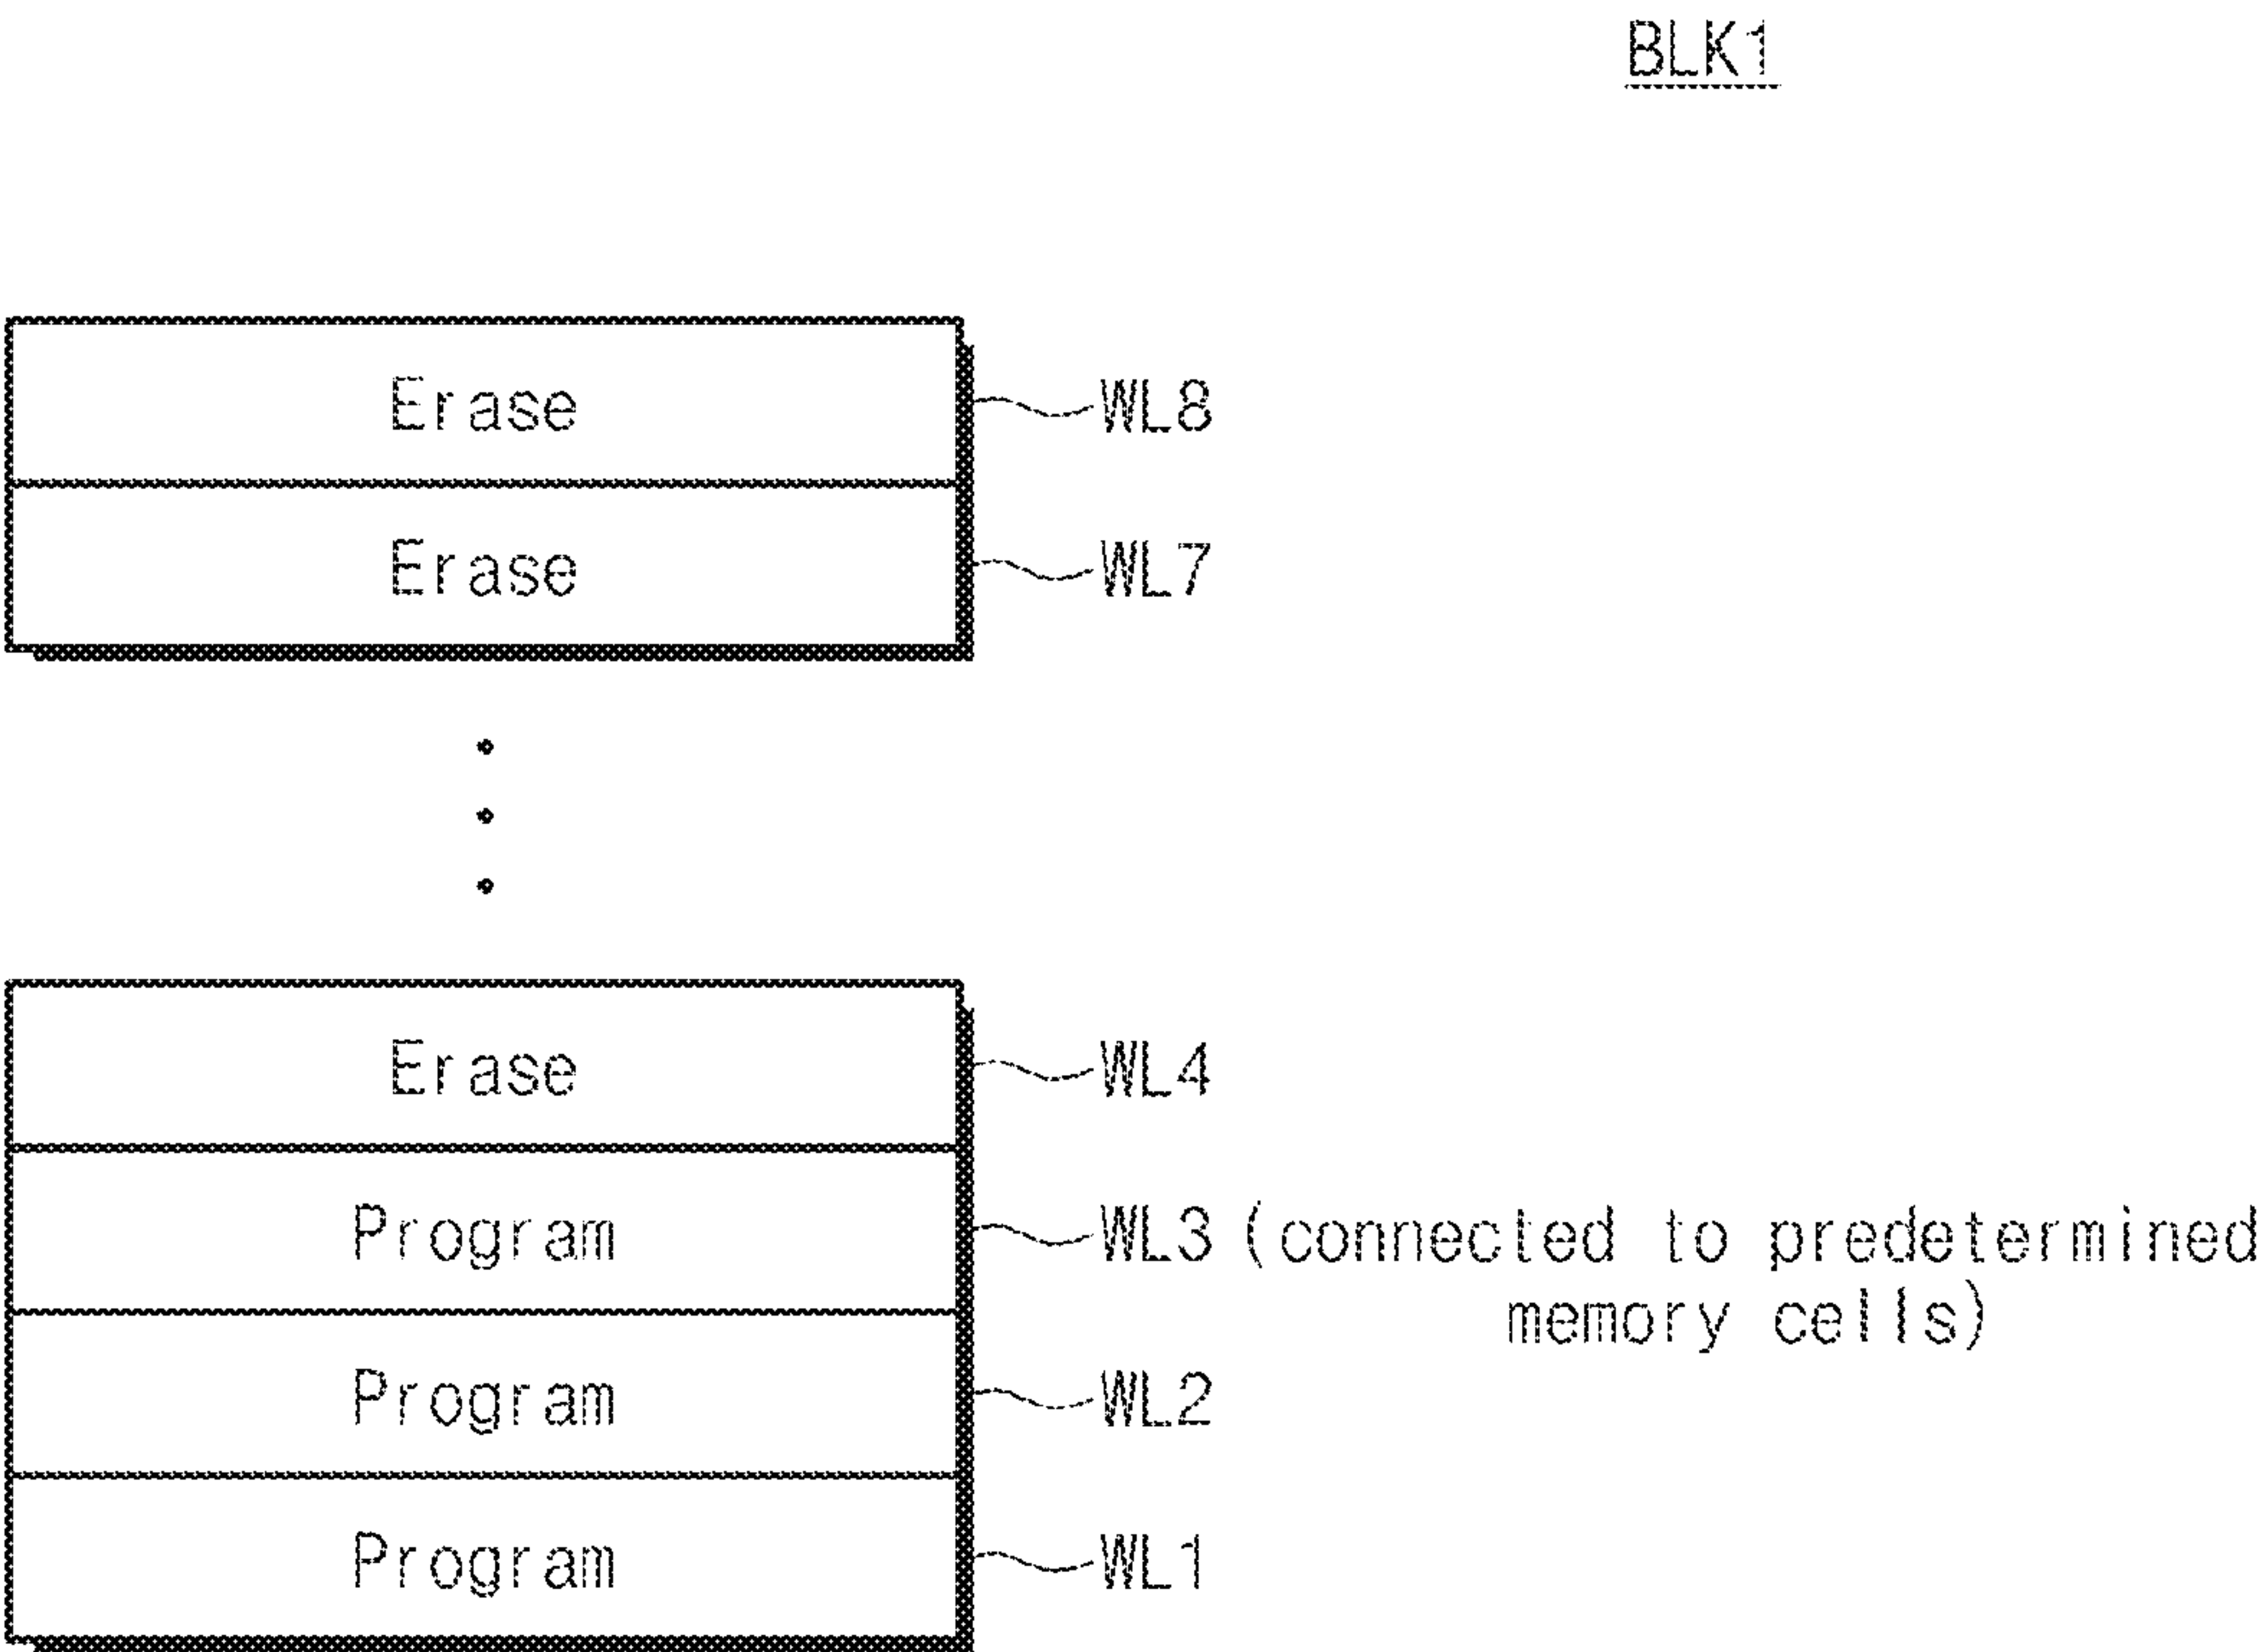 BLK1
Erase WL8
Erase WL7
Erase WL4
Program WL3 (connected to predetermined
memory cells)
Program WL2
Program WL1